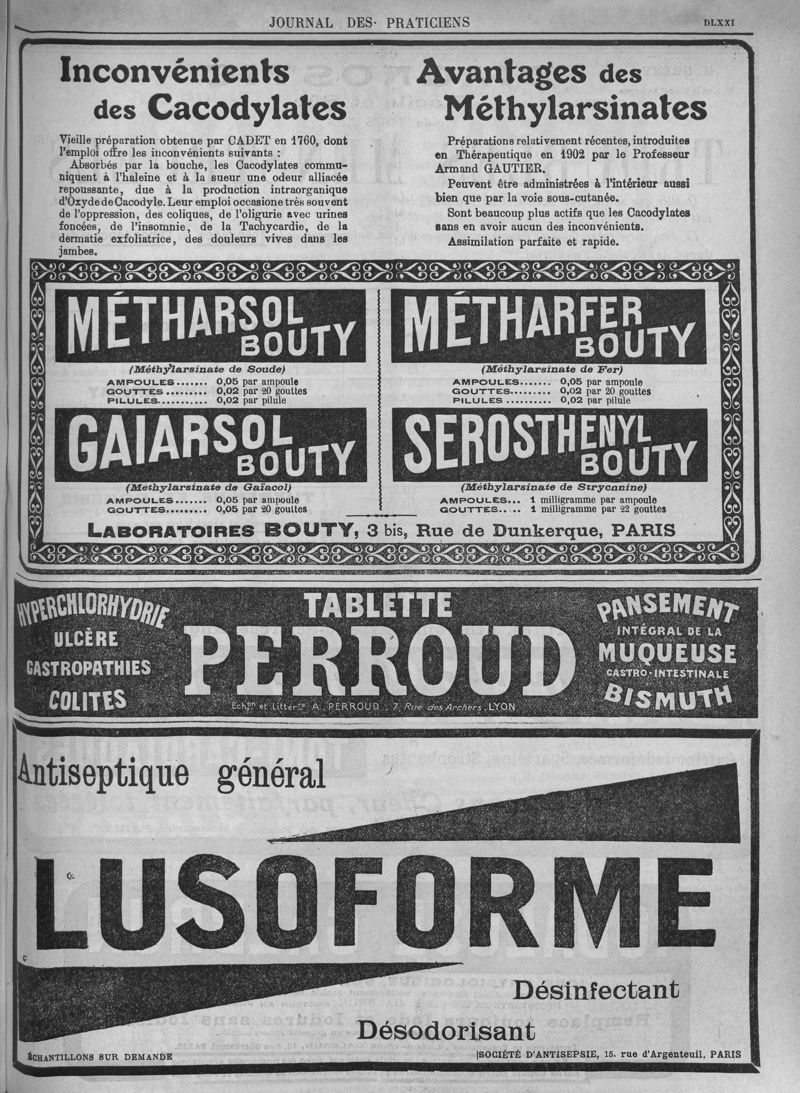 JOURNAL DES PRATICIENS
DLXXI
Inconvénients
des Cacodylates
Vieille préparation obtenue par CADET en 1760, dont
l'emploi offre les inconvénients suivants :
Absorbés par la bouche, les Cacodylates commu-
niquent à l'haleine et à la sueur une odeur alliacée
repoussante, due à la production intraorganique
d'Oxyde de Cacodyle. Leur emploi occasione très souvent
de l'oppression, des coliques, de l'oligurie avec urines
foncées, de l'insomnie, de la Tachycardie, de la
dermatie exfoliatrice, des douleurs vives dans les
jambes.
Avantages des
Méthylarsinates
Préparations relativement récentes, introduites
en Thérapeutique en 1902 par le Professeur
Armand GAUTIER.
Peuvent être administrées à l'intérieur aussi
bien que par la voie sous-cutanée.
Sont beaucoup plus actifs que les Cacodylates
sans en avoir aucun des inconvénients.
Assimilation parfaite et rapide.
MÉTHARSOL
BOUTY
(Méthylarsinate de Soude)
AMPOULES....... 0,05 par ampoule
GOUTTES......... 0,02 par 20 gouttes
PILULES........... 0,02 par pilule
MÉTHARFER
BOUTY
(Méthylarsinate de Fer)
AMPOULES....... 0,05 par ampoule
GOUTTES......... 0,02 par 20 gouttes
PILULES .......... 0,02 par pilule
GAIARSOL
BOUTY
(Méthylarsinate de Gaïacol)
AMPOULES....... 0,05 par ampoule
GOUTTES......... 0,05 par 20 gouttes
SEROSTHENYL
BOUTY
(Méthylarsinate de Strycnnine)
AMPOULES... 1 milligramme par ampoule
GOUTTES..... 1 milligramme par 22 gouttes
LABORATOIRES BOUTY, 3 bis, Rue de Dunkerque, PARIS
HYPERCHLORHYDRIE
ULCÈRE
GASTROPATHIES
COLITES
TABLETTE
PERROUD
Échons et Littérre A. PERROUD. 7, Rue des Archers, LYON
PANSEMENT
INTÉGRAL DE LA
MUQUEUSE
GASTRO-INTESTINALE
BISMUTH
Antiseptique général
LUSOFORME
Désinfectant
Désodorisant
ÉCHANTILLONS SUR DEMANDE
SOCIÉTÉ D'ANTISEPSIE, 15. rue d'Argenteuil, PARIS